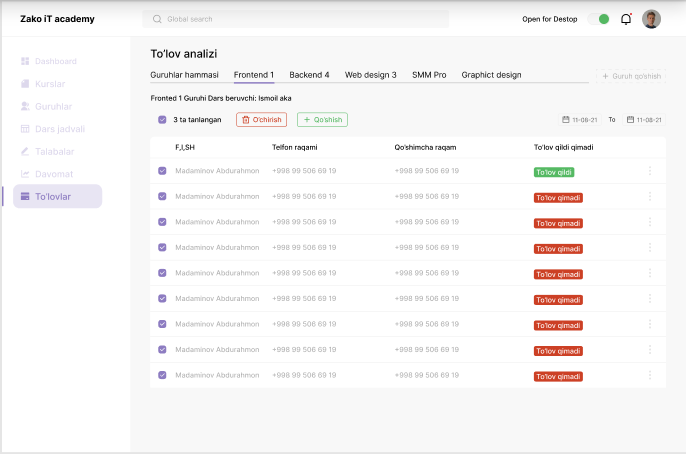 Zako iT academy
Global search
Open for Destop
Dashboard
Kurslar
Guruhlar
Dars jadvali
Talabalar
Davomat
To'lovlar
To'lov analizi
Guruhlar hammasi Frontend 1 Backend 4 Web design 3 SMM Pro Graphict design
+ Guruh qo'shish
Fronted 1 Guruhi Dars beruvchi: Ismoil aka
3 ta tanlangan O'chirish + Qo'shish 11-08-21 To 11-08-21
F,I,SH Telfon raqami Qo'shimcha raqam To'lov qildi qimadi
Madaminov Abdurahmon +998 99 506 69 19 +998 99 506 69 19 To'lov qildi
Madaminov Abdurahmon +998 99 506 69 19 +998 99 506 69 19 To'lov qimadi
Madaminov Abdurahmon +998 99 506 69 19 +998 99 506 69 19 To'lov qimadi
Madaminov Abdurahmon +998 99 506 69 19 +998 99 506 69 19 To'lov qimadi
Madaminov Abdurahmon +998 99 506 69 19 +998 99 506 69 19 To'lov qimadi
Madaminov Abdurahmon +998 99 506 69 19 +998 99 506 69 19 To'lov qimadi
Madaminov Abdurahmon +998 99 506 69 19 +998 99 506 69 19 To'lov qimadi
Madaminov Abdurahmon +998 99 506 69 19 +998 99 506 69 19 To'lov qimadi
Madaminov Abdurahmon +998 99 506 69 19 +998 99 506 69 19 To'lov qimadi